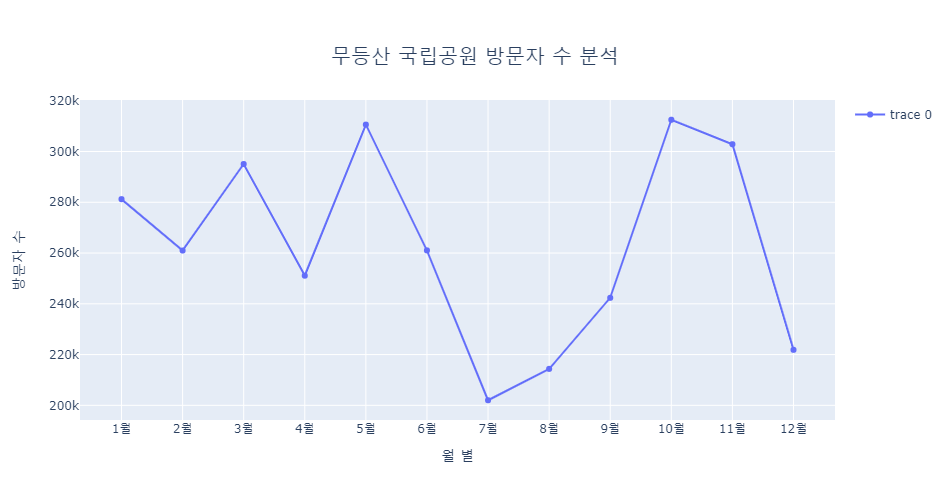 무등산 국립공원 방문자 수 분석
320k
300k
280k
260k
240k
220k
200k
방문자 수
1월 2월 3월 4월 5월 6월 7월 8월 9월 10월 11월 12월
월 별
trace 0